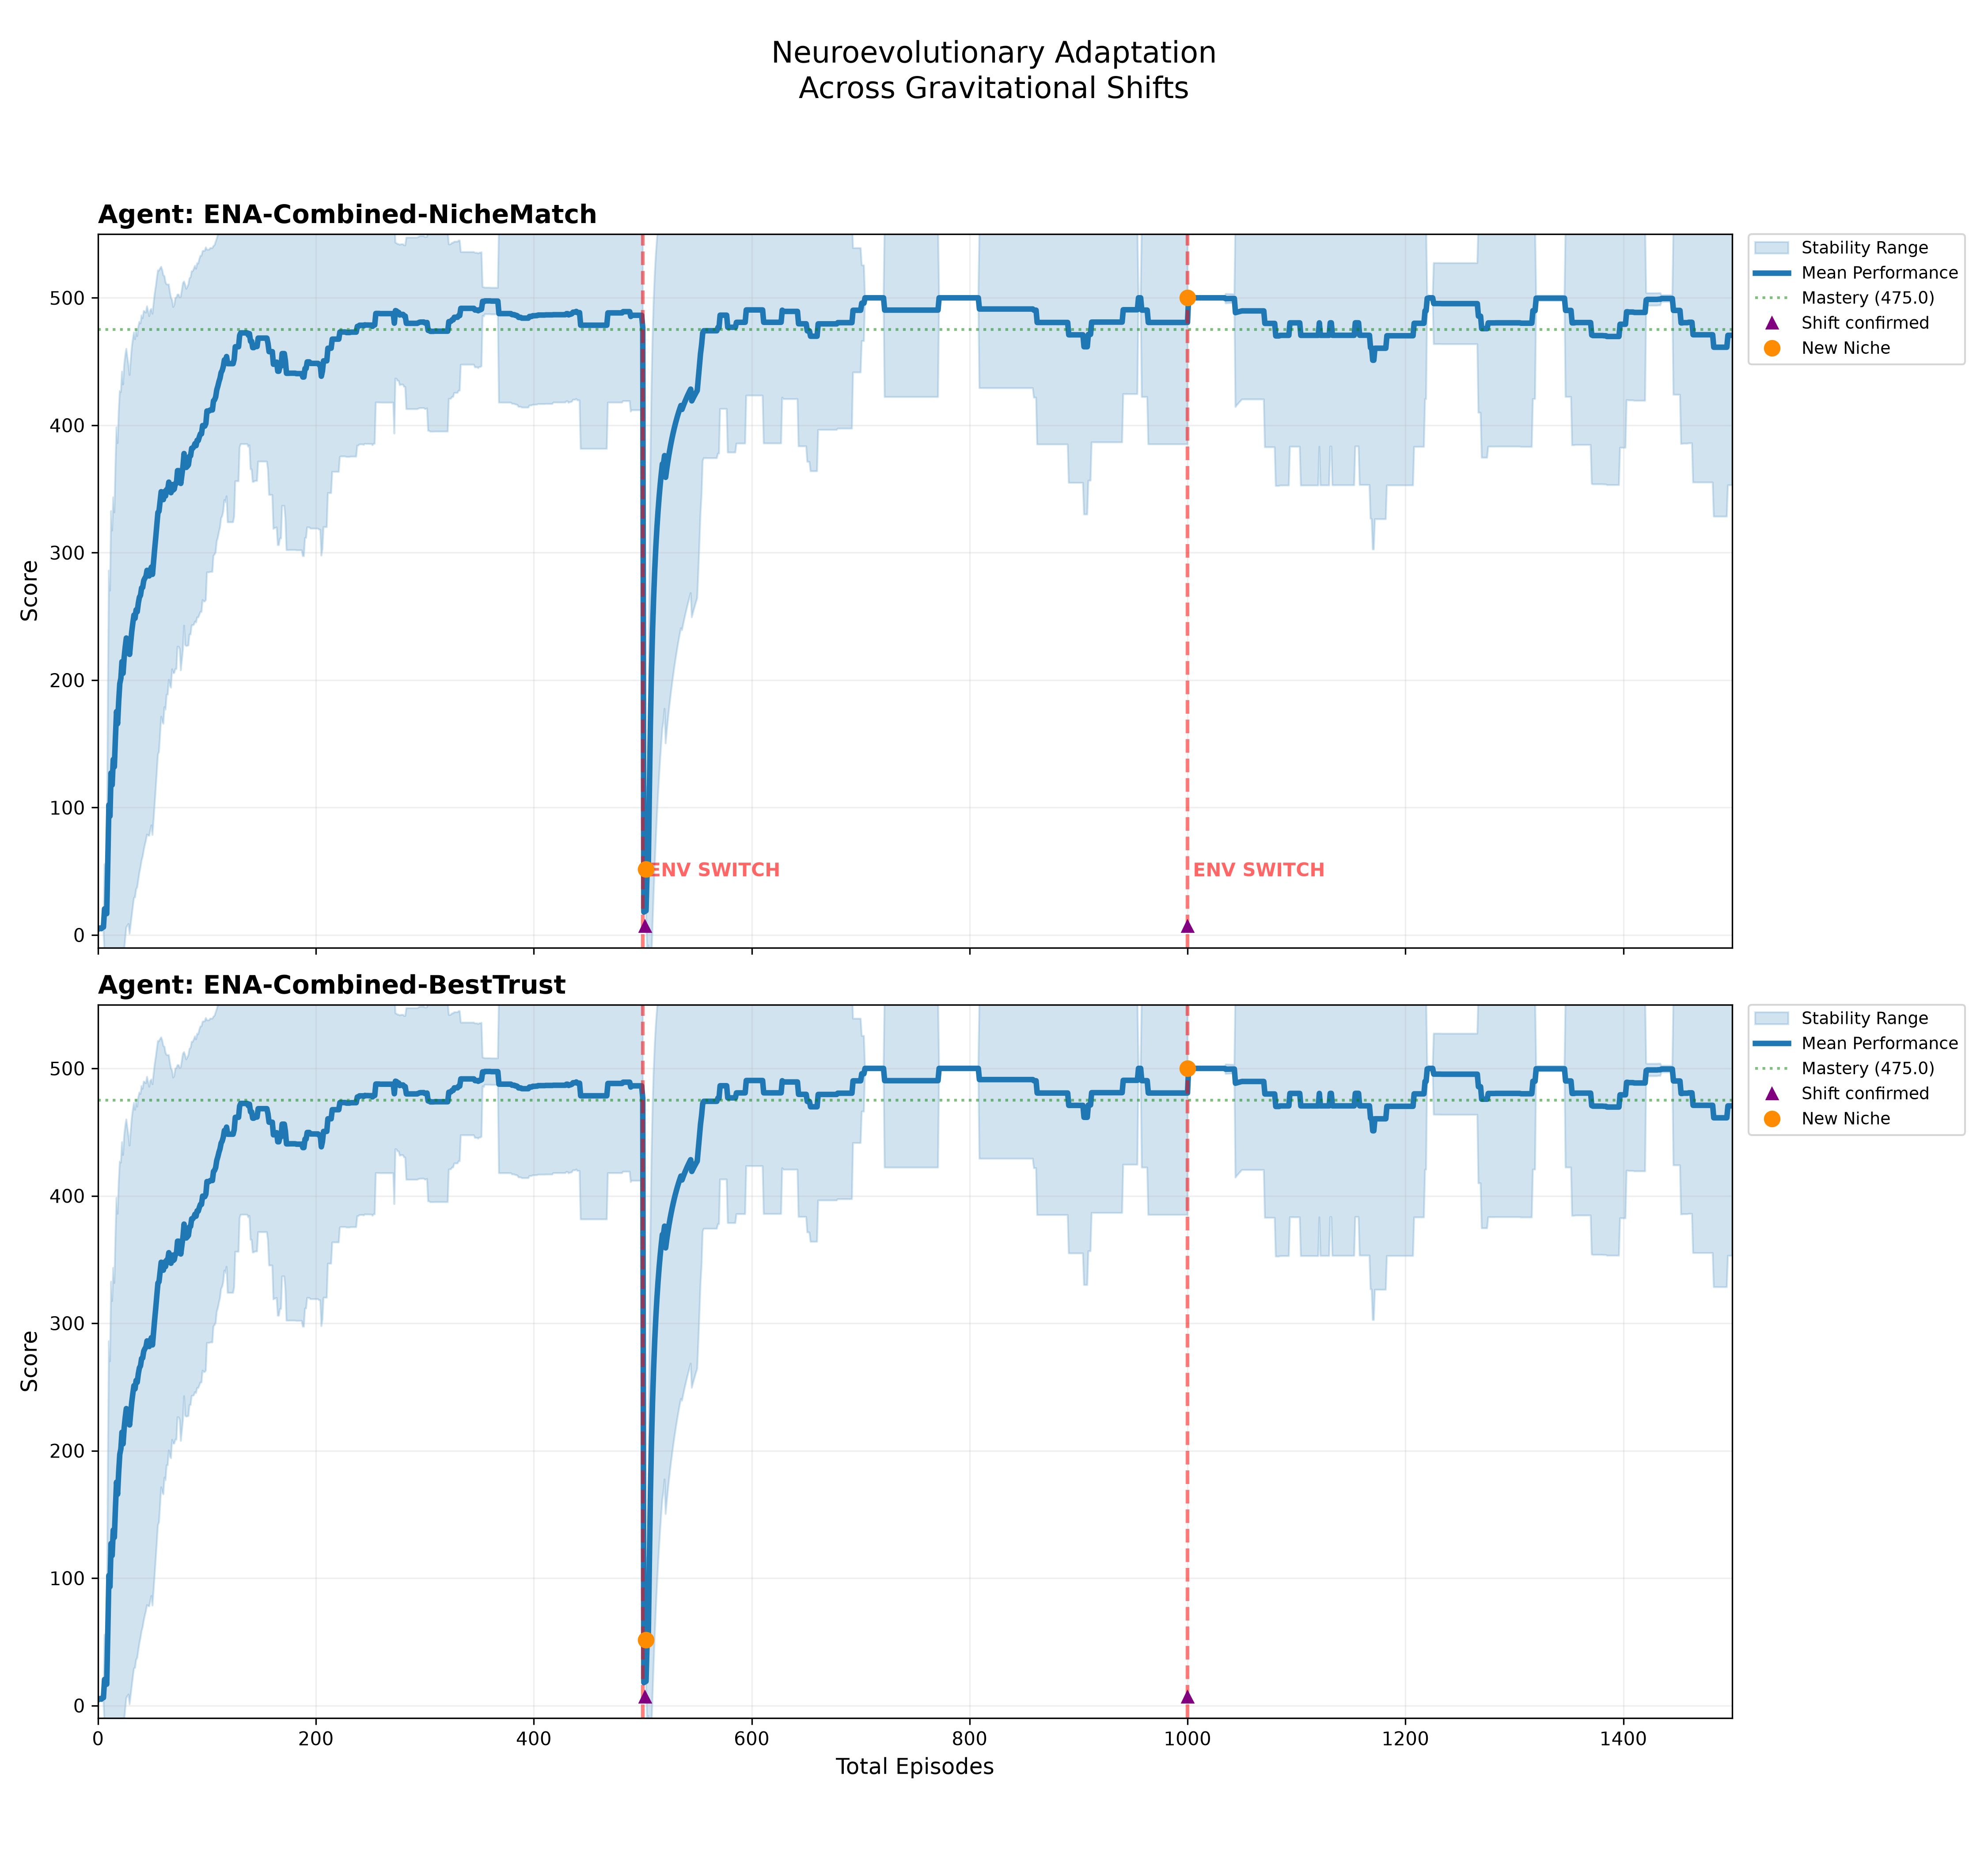 Neuroevolutionary Adaptation
Across Gravitational Shifts
Agent: ENA-Combined-NicheMatch
Score
500
400
300
200
100
0
ENV SWITCH
ENV SWITCH
Stability Range
Mean Performance
Mastery (475.0)
Shift confirmed
New Niche
Agent: ENA-Combined-BestTrust
Score
500
400
300
200
100
0
Stability Range
Mean Performance
Mastery (475.0)
Shift confirmed
New Niche
0 200 400 600 800 1000 1200 1400
Total Episodes